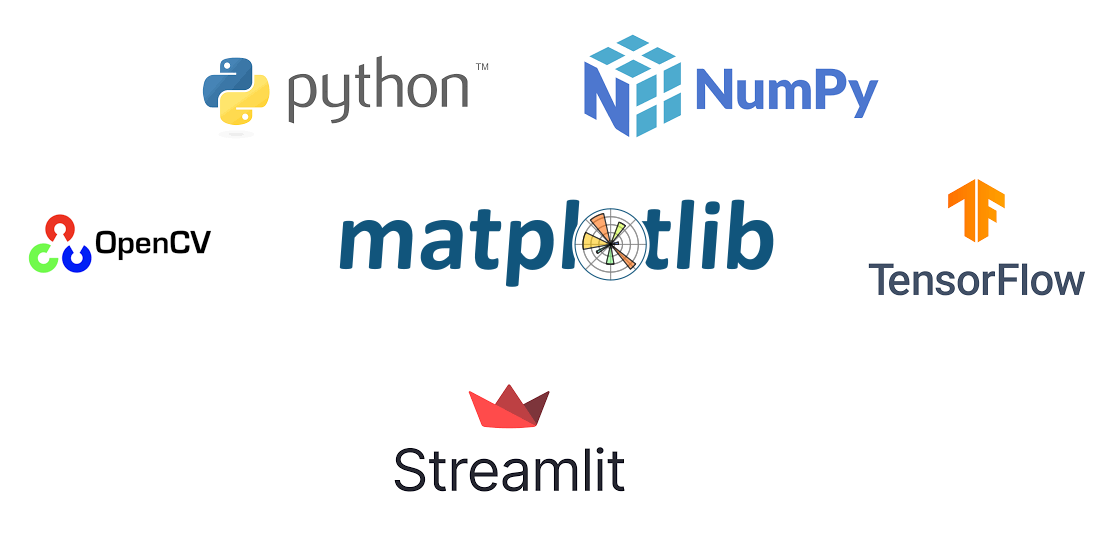 python™
NumPy
OpenCV
matplotlib
TensorFlow
Streamlit